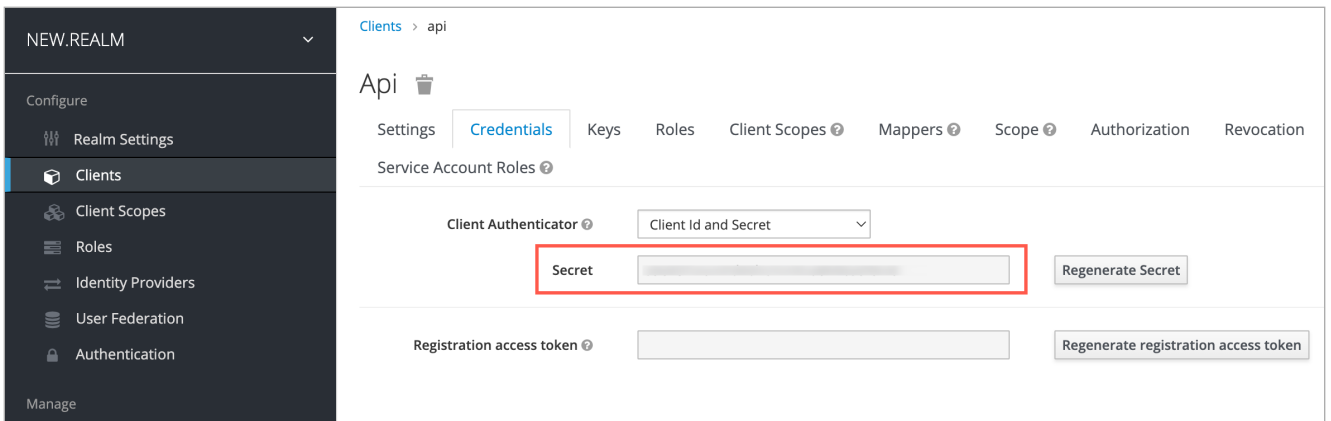 NEW.REALM
Configure
Realm Settings
Clients
Client Scopes
Roles
Identity Providers
User Federation
Authentication
Manage
Clients > api
Api
Settings Credentials Keys Roles Client Scopes Mappers Scope Authorization Revocation
Service Account Roles
Client Authenticator Client Id and Secret
Secret Regenerate Secret
Registration access token Regenerate registration access token